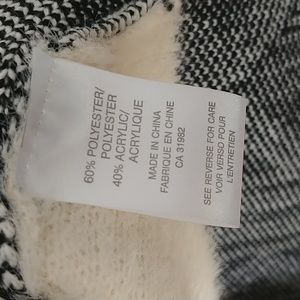 60% POLYESTER/
POLYESTER
40% ACRYLIC/
ACRYLIQUE
MADE IN CHINA
FABRIQUE EN CHINE
CA 31982
SEE REVERSE FOR CARE
VOIR VERSO POUR
L'ENTRETIEN